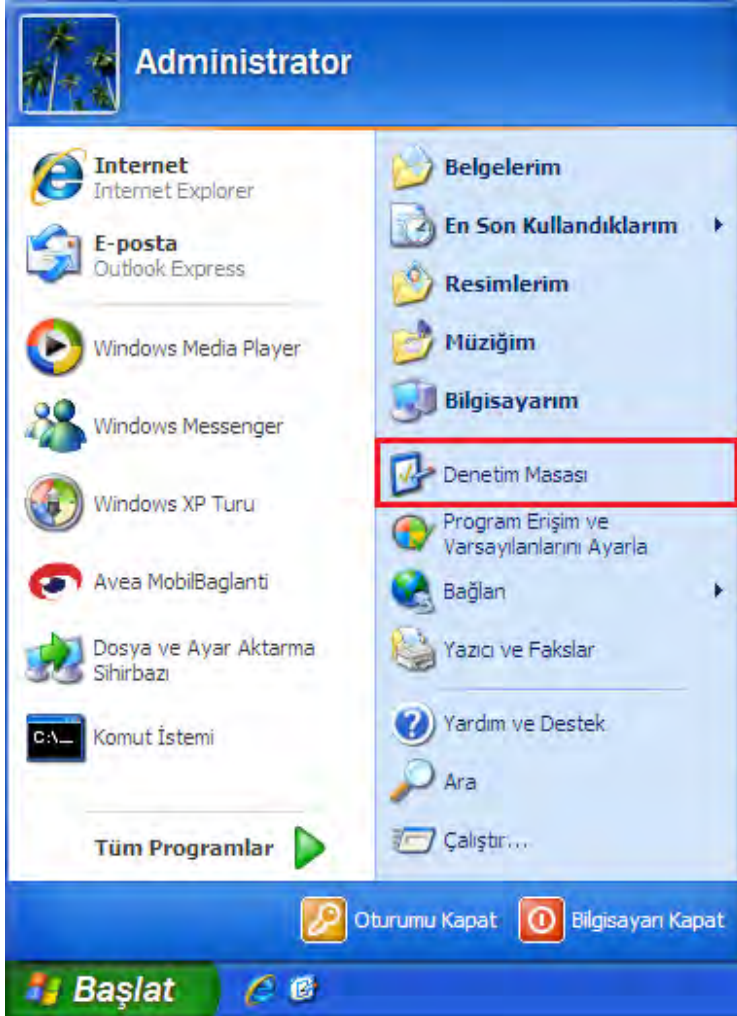 Administrator
Internet
Internet Explorer
E-posta
Outlook Express
Windows Media Player
Windows Messenger
Windows XP Turu
Avea MobilBaglanti
Dosya ve Ayar Aktarma
Sihirbazı
C:\_
Komut İstemi
Tüm Programlar
Belgelerim
En Son Kullandıklarım
Resimlerim
Müziğim
Bilgisayarım
Denetim Masası
Program Erişim ve
Varsayılanlarını Ayarla
Bağlan
Yazıcı ve Fakslar
Yardım ve Destek
Ara
Çalıştır...
Oturumu Kapat
Bilgisayarı Kapat
Başlat